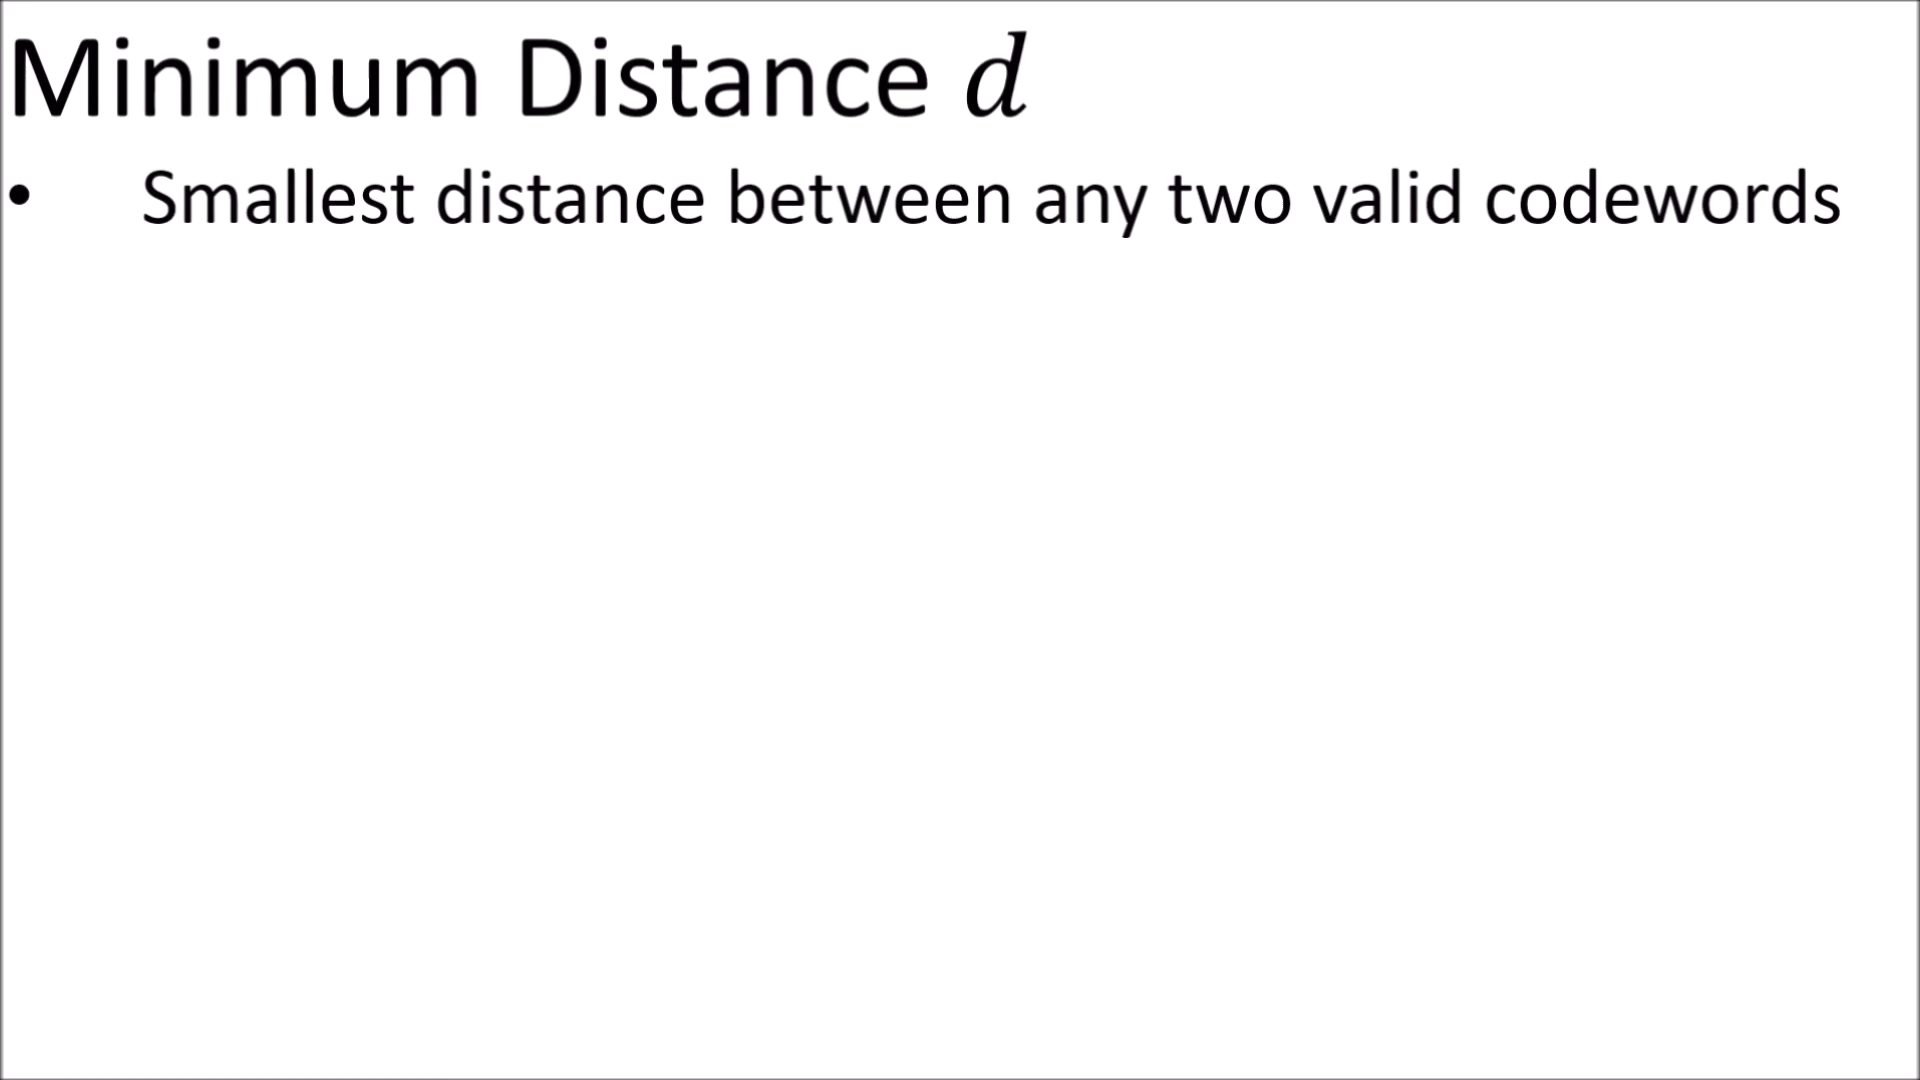 Minimum Distance d
• Smallest distance between any two valid codewords